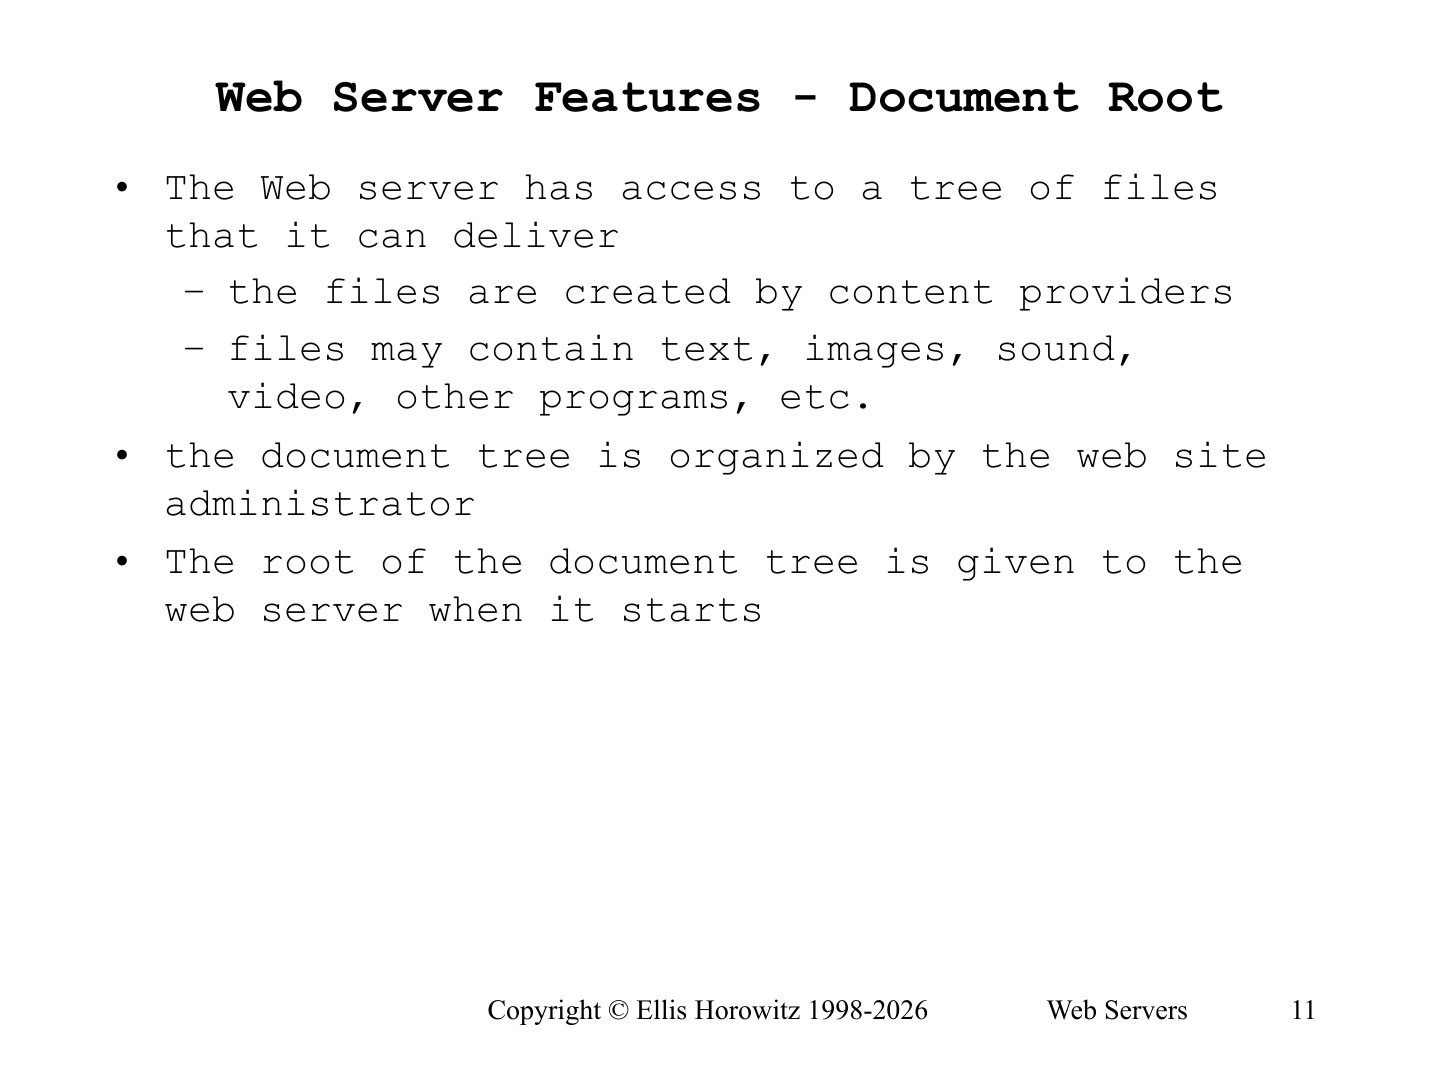 Web Server Features - Document Root
• The Web server has access to a tree of files
that it can deliver
– the files are created by content providers
– files may contain text, images, sound,
video, other programs, etc.
• the document tree is organized by the web site
administrator
• The root of the document tree is given to the
web server when it starts
Copyright © Ellis Horowitz 1998-2026 Web Servers 11